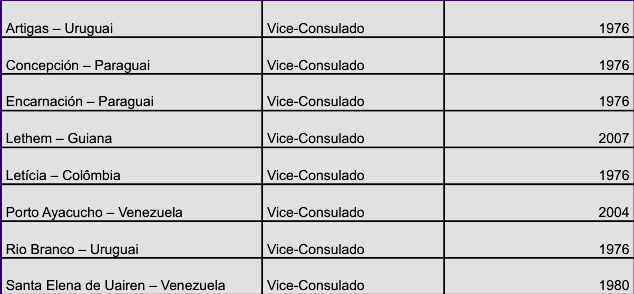 Artigas – Uruguai Vice-Consulado 1976
Concepción – Paraguai Vice-Consulado 1976
Encarnación – Paraguai Vice-Consulado 1976
Lethem – Guiana Vice-Consulado 2007
Letícia – Colômbia Vice-Consulado 1976
Porto Ayacucho – Venezuela Vice-Consulado 2004
Rio Branco – Uruguai Vice-Consulado 1976
Santa Elena de Uairen – Venezuela Vice-Consulado 1980